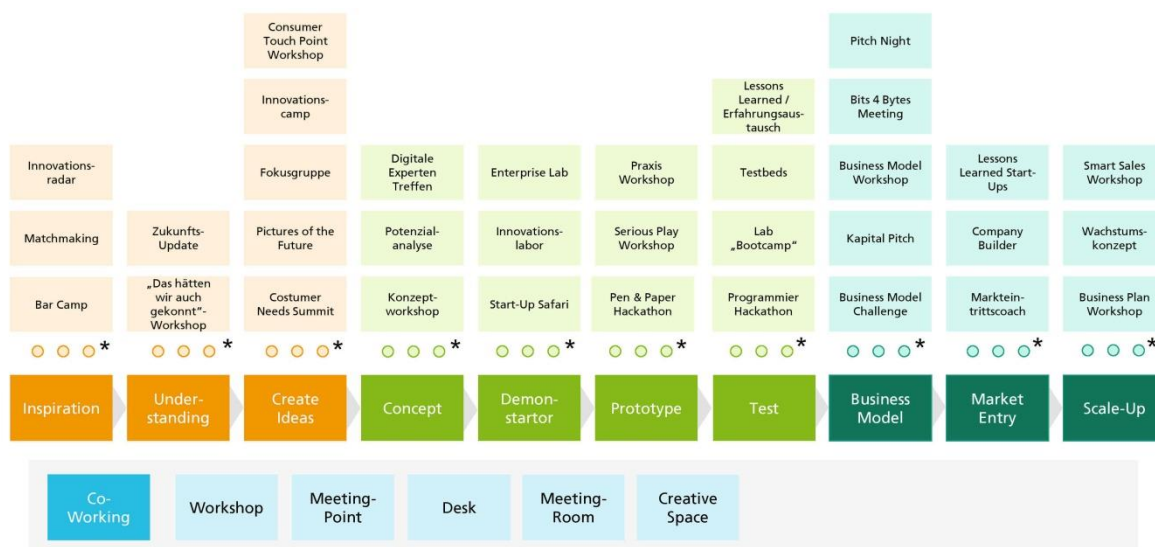 Consumer
Touch Point
Workshop
Pitch Night
Innovations-
camp
Lessons
Learned /
Erfahrungsaus-
tausch
Bits 4 Bytes
Meeting
Innovations-
radar
Fokusgruppe
Digitale
Experten
Treffen
Enterprise Lab
Praxis
Workshop
Testbeds
Business Model
Workshop
Lessons
Learned Start-
Ups
Smart Sales
Workshop
Matchmaking
Zukunfts-
Update
Pictures of the
Future
Potenzial-
analyse
Innovations-
labor
Serious Play
Workshop
Lab
„Bootcamp“
Kapital Pitch
Company
Builder
Wachstums-
konzept
Bar Camp
„Das hätten
wir auch
gekonnt”-
Workshop
Costumer
Needs Summit
Konzept-
workshop
Start-Up Safari
Pen & Paper
Hackathon
Programmier
Hackathon
Business Model
Challenge
Marktein-
trittscoach
Business Plan
Workshop
* * * * * * * * * *
Inspiration
Under-
standing
Create
Ideas
Concept
Demon-
startor
Prototype
Test
Business
Model
Market
Entry
Scale-Up
Co-
Working
Workshop
Meeting-
Point
Desk
Meeting-
Room
Creative
Space